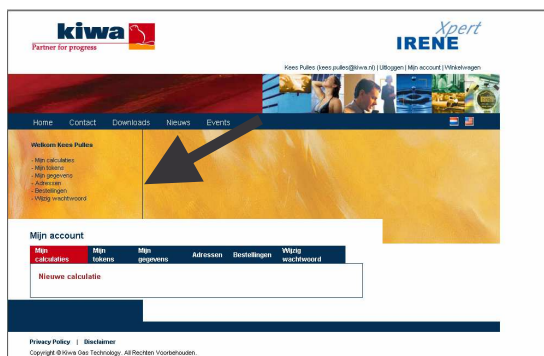 kiwa
Partner for progress
Xpert
IRENE
Kees Pulles (kees.pulles@kiwa.nl) | Uitloggen | Mijn account | Winkelwagen
Home Contact Downloads Nieuws Events
Welkom Kees Pulles
- Mijn calculaties
- Mijn tokens
- Mijn gegevens
- Adressen
- Bestellingen
- Wijzig wachtwoord
Mijn account
Mijn calculaties Mijn tokens Mijn gegevens Adressen Bestellingen Wijzig wachtwoord
Nieuwe calculatie
Privacy Policy | Disclaimer
Copyright © Kiwa Gas Technology. All Rechten Voorbehouden.